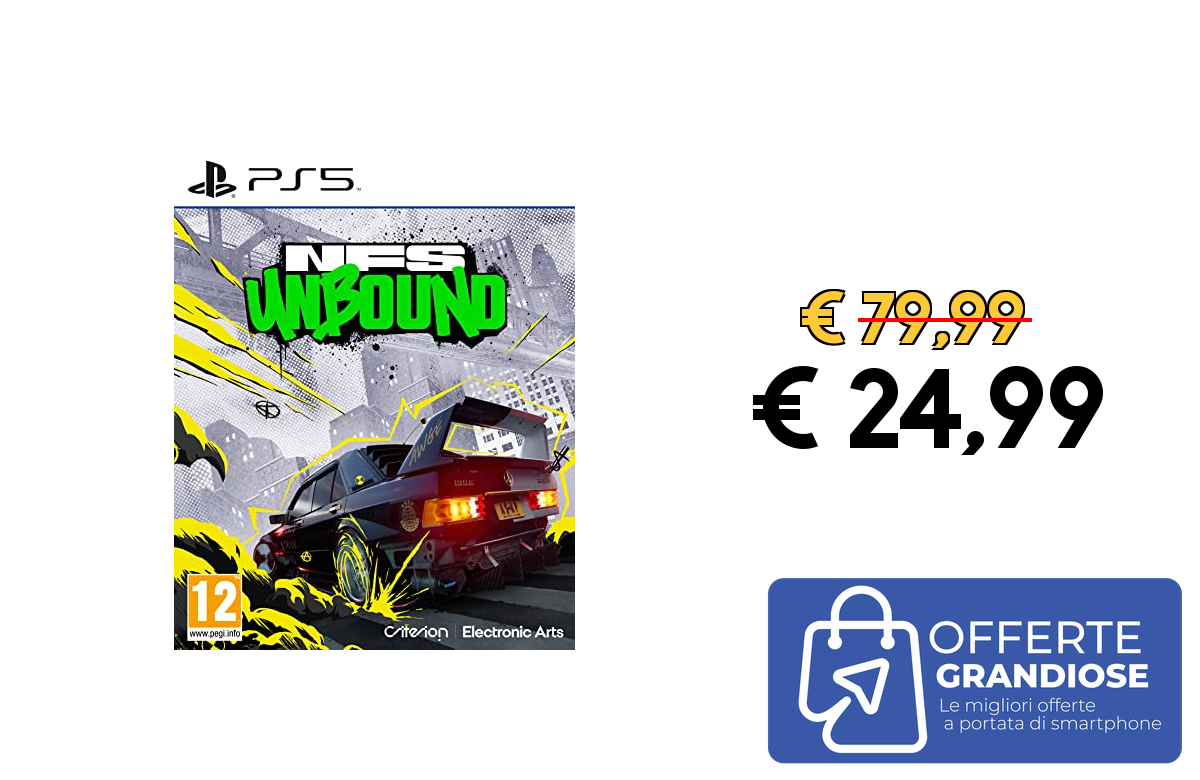 PS5
NFS
UNBOUND
€ 79,99
€ 24,99
12
www.pegi.info
Criterion
Electronic Arts
OFFERTE
GRANDIOSE
Le migliori offerte
a portata di smartphone